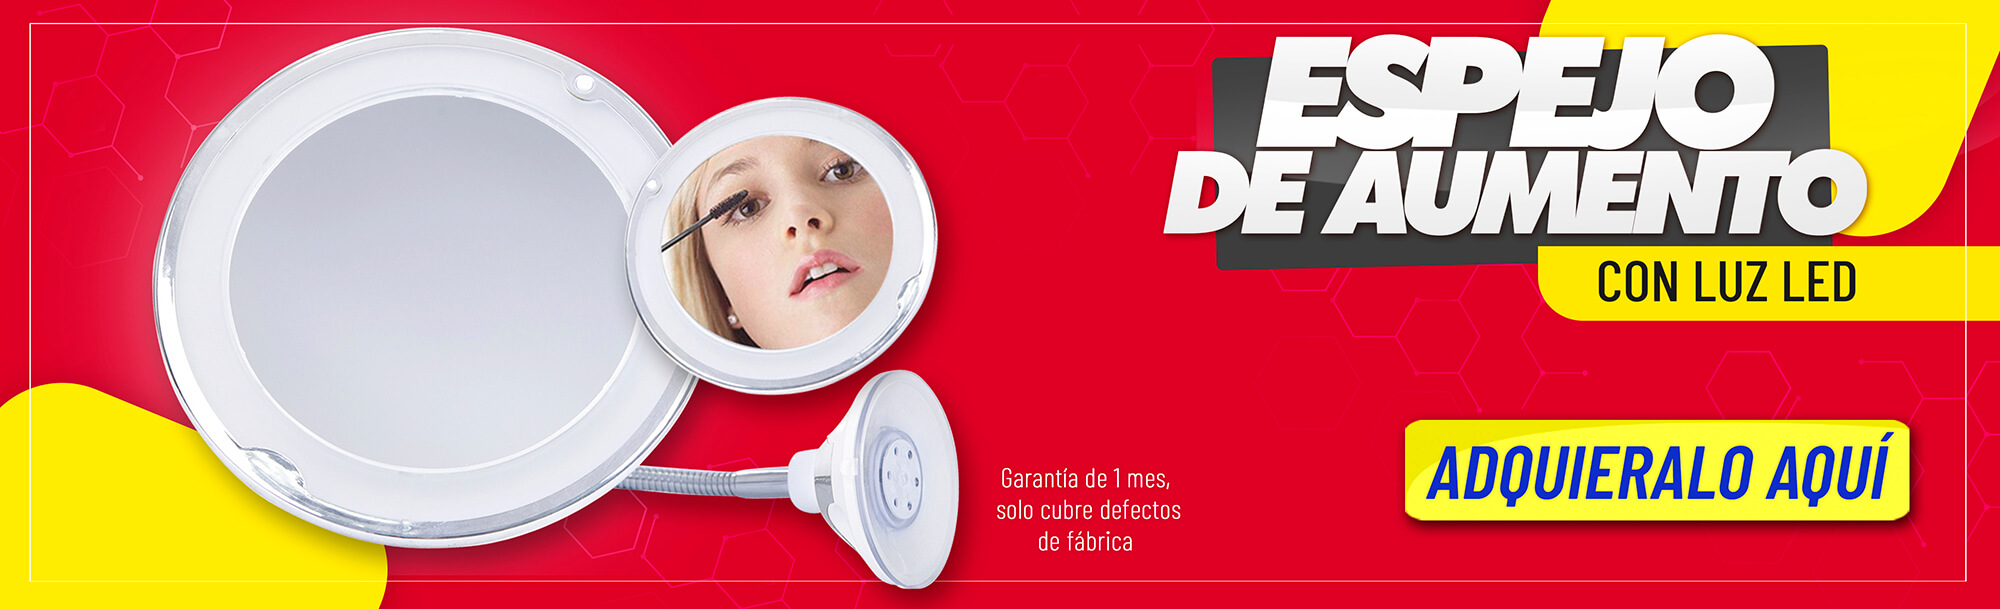 ESPEJO
DE AUMENTO
CON LUZ LED
Garantía de 1 mes,
solo cubre defectos
de fábrica
ADQUIERALO AQUÍ